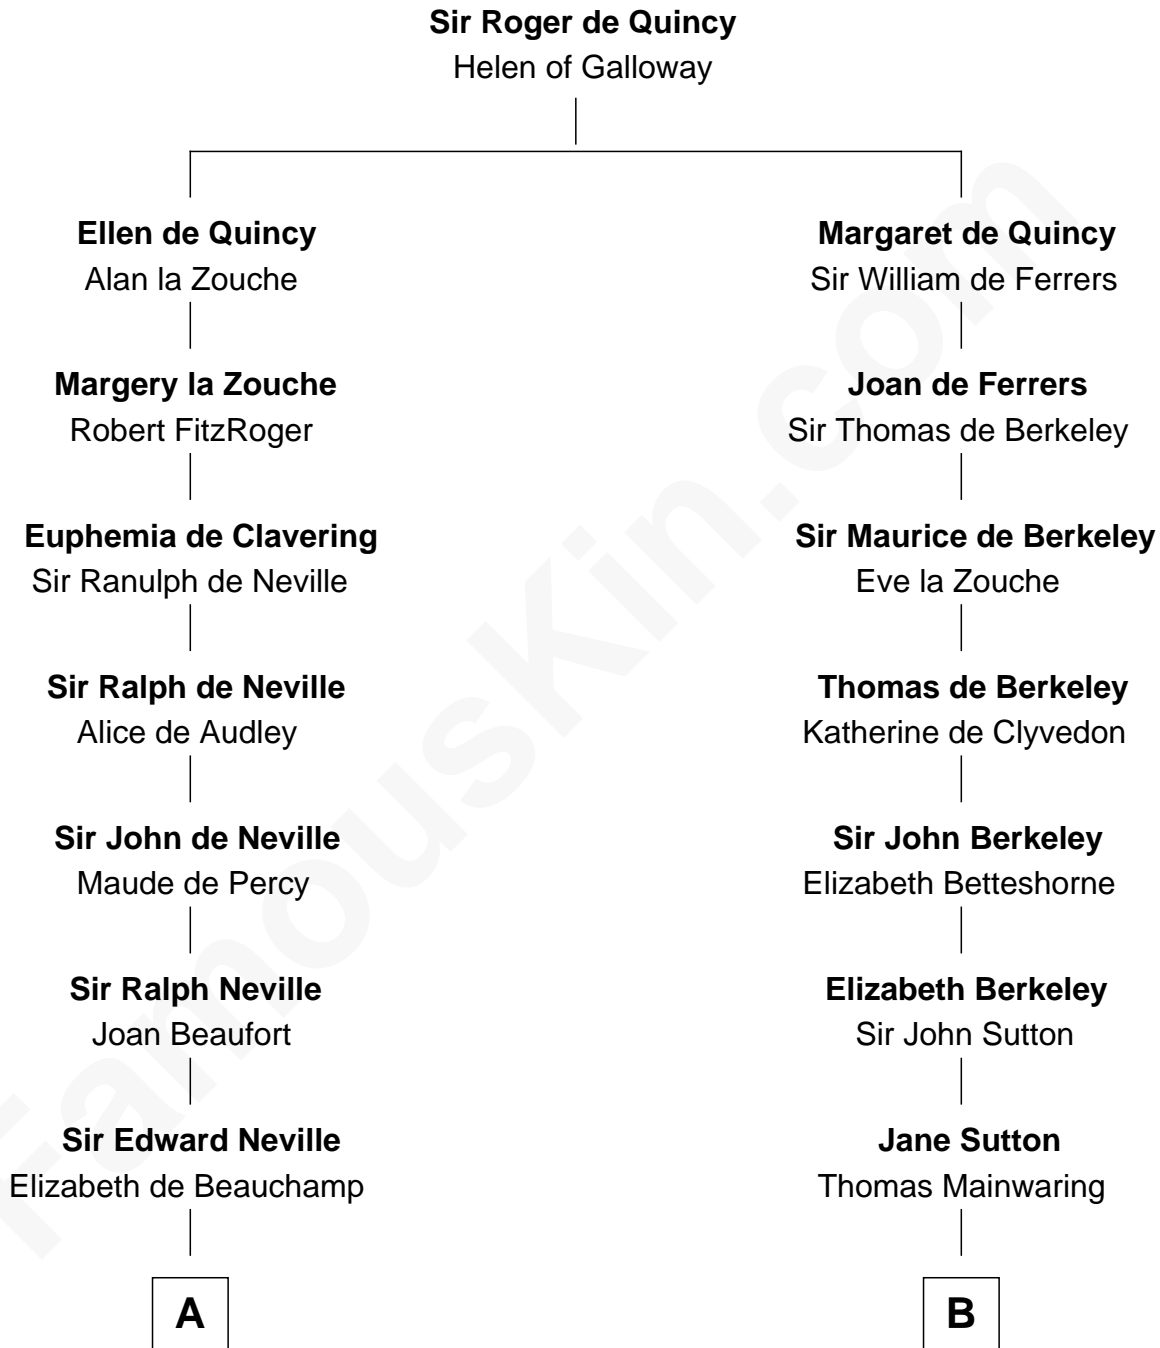 Sir Roger de Quincy
Helen of Galloway
Ellen de Quincy
Alan la Zouche
Margaret de Quincy
Sir William de Ferrers
Margery la Zouche
Robert FitzRoger
Joan de Ferrers
Sir Thomas de Berkeley
Euphemia de Clavering
Sir Ranulph de Neville
Sir Maurice de Berkeley
Eve la Zouche
Sir Ralph de Neville
Alice de Audley
Thomas de Berkeley
Katherine de Clyvedon
Sir John de Neville
Maude de Percy
Sir John Berkeley
Elizabeth Betteshorne
Sir Ralph Neville
Joan Beaufort
Elizabeth Berkeley
Sir John Sutton
Sir Edward Neville
Elizabeth de Beauchamp
Jane Sutton
Thomas Mainwaring
A
B
FamousKin.com